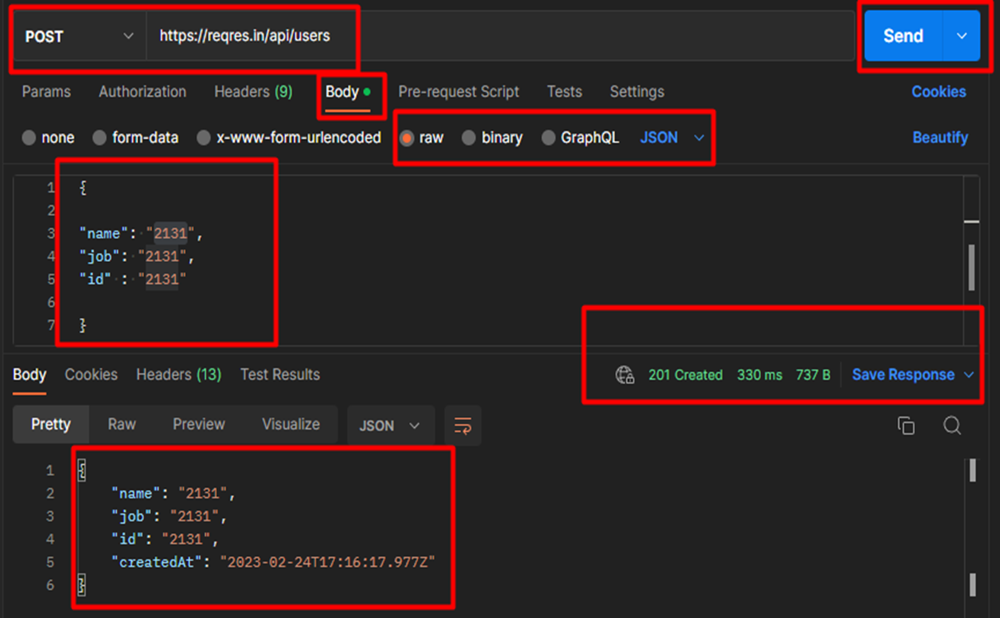 POST https://reqres.in/api/users Send
Params Authorization Headers (9) Body Pre-request Script Tests Settings Cookies
none form-data x-www-form-urlencoded raw binary GraphQL JSON Beautify
1 {
2
3 "name": "2131",
4 "job": "2131",
5 "id" : "2131"
6
7 }
Body Cookies Headers (13) Test Results 201 Created 330 ms 737 B Save Response
Pretty Raw Preview Visualize JSON
1 {
2 "name": "2131",
3 "job": "2131",
4 "id": "2131",
5 "createdAt": "2023-02-24T17:16:17.977Z"
6 }